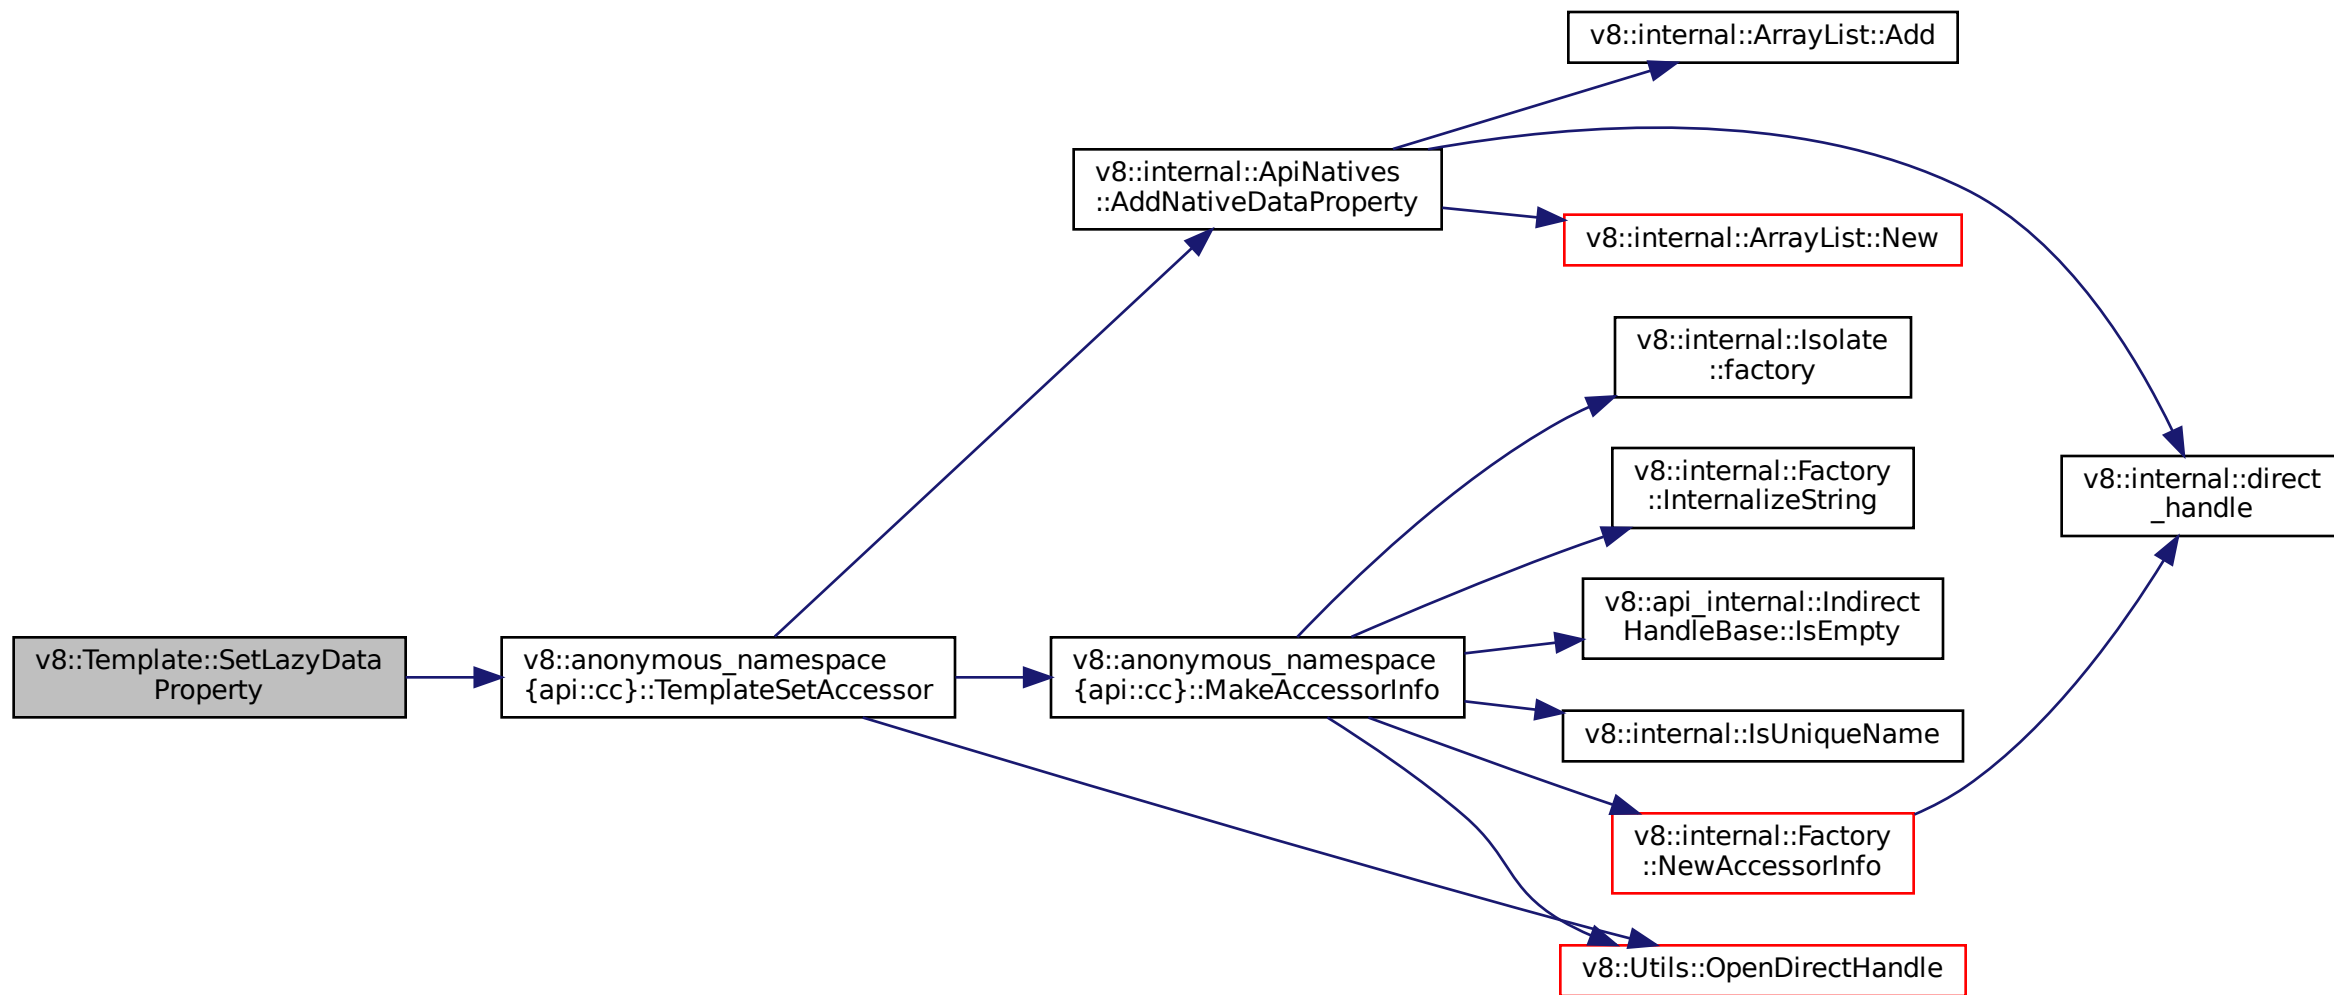 v8::internal::ArrayList::Add
v8::internal::ApiNatives
::AddNativeDataProperty
v8::internal::ArrayList::New
v8::internal::Isolate
::factory
v8::internal::Factory
::InternalizeString
v8::internal::direct
_handle
v8::api_internal::Indirect
HandleBase::IsEmpty
v8::Template::SetLazyData
Property
v8::anonymous_namespace
{api::cc}::TemplateSetAccessor
v8::anonymous_namespace
{api::cc}::MakeAccessorInfo
v8::internal::IsUniqueName
v8::internal::Factory
::NewAccessorInfo
v8::Utils::OpenDirectHandle